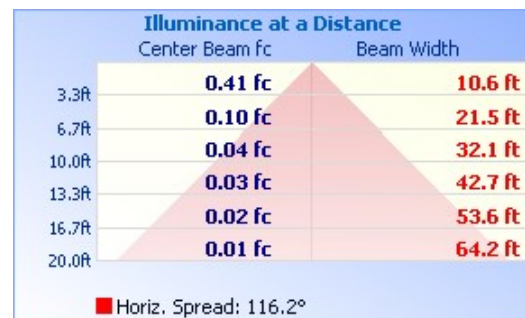 Illuminance at a Distance
Center Beam fc Beam Width
3.3ft 0.41 fc 10.6 ft
6.7ft 0.10 fc 21.5 ft
10.0ft 0.04 fc 32.1 ft
13.3ft 0.03 fc 42.7 ft
16.7ft 0.02 fc 53.6 ft
20.0ft 0.01 fc 64.2 ft
Horiz. Spread: 116.2°